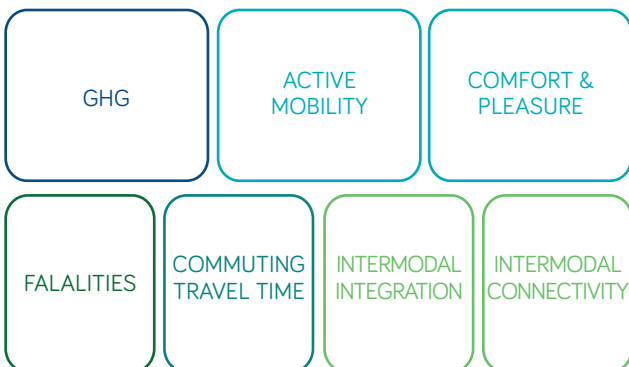 GHG
ACTIVE
MOBILITY
COMFORT &
PLEASURE
FALALITIES
COMMUTING
TRAVEL TIME
INTERMODAL
INTEGRATION
INTERMODAL
CONNECTIVITY